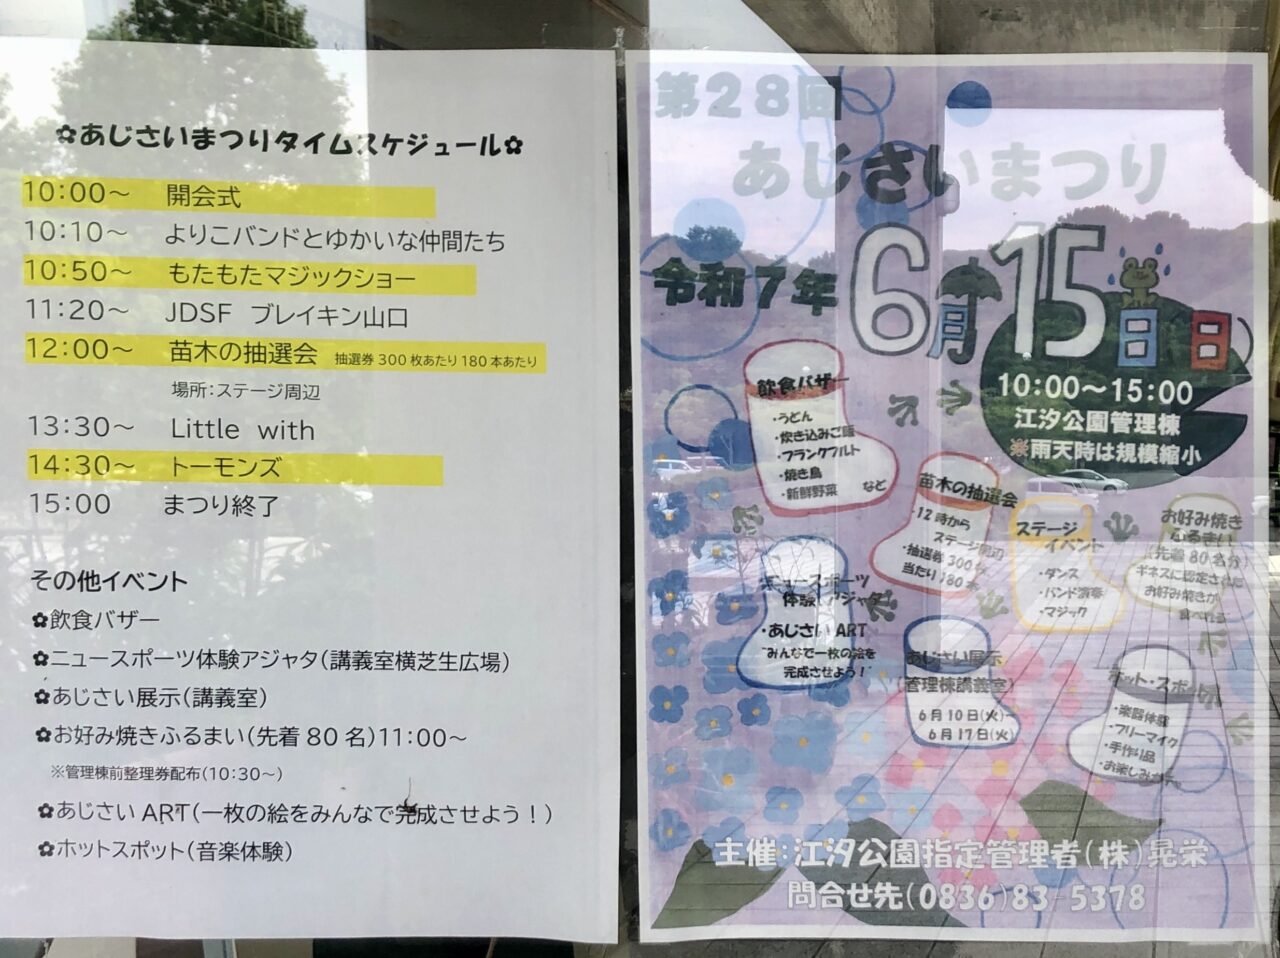 ✿あじさいまつりタイムスケジュール✿
10:00～　開会式
10:10～　よりこバンドとゆかいな仲間たち
10:50～　もたもたマジックショー
11:20～　JDSF　ブレイキン山口
12:00～　苗木の抽選会　抽選券300枚あたり180本あたり
場所:ステージ周辺
13:30～　Little with
14:30～　トーモンズ
15:00　まつり終了
その他イベント
✿飲食バザー
✿ニュースポーツ体験アジャタ(講義室横芝生広場)
✿あじさい展示(講義室)
✿お好み焼きふるまい(先着80名)11:00～
※管理棟前整理券配布(10:30～)
✿あじさいART(一枚の絵をみんなで完成させよう!)
✿ホットスポット(音楽体験)
第28回
あじさいまつり
令和7年6月15日日
10:00～15:00
江汐公園管理棟
※雨天時は規模縮小
飲食バザー
・うどん
・炊き込みご飯
・フランクフルト
・焼き鳥
・新鮮野菜　など
苗木の抽選会
・12時から
ステージ周辺
・抽選券300枚
当たり180本
ステージ
イベント
・ダンス
・バンド演奏
・マジック
お好み焼き
ふるまい
(先着80名分)
ギネスに認定された
お好み焼きが
食べれる
ニュースポーツ
体験アジャタ
・あじさいART
みんなで一枚の絵を
完成させよう!
あじさい展示
(管理棟講義室)
6月10日(火)～
6月17日(火)
ホット・スポット
・楽器体験
・フリーマイク
・手作り品
・お楽しみ
主催:江汐公園指定管理者(株)晃栄
問合せ先(0836)83-5378